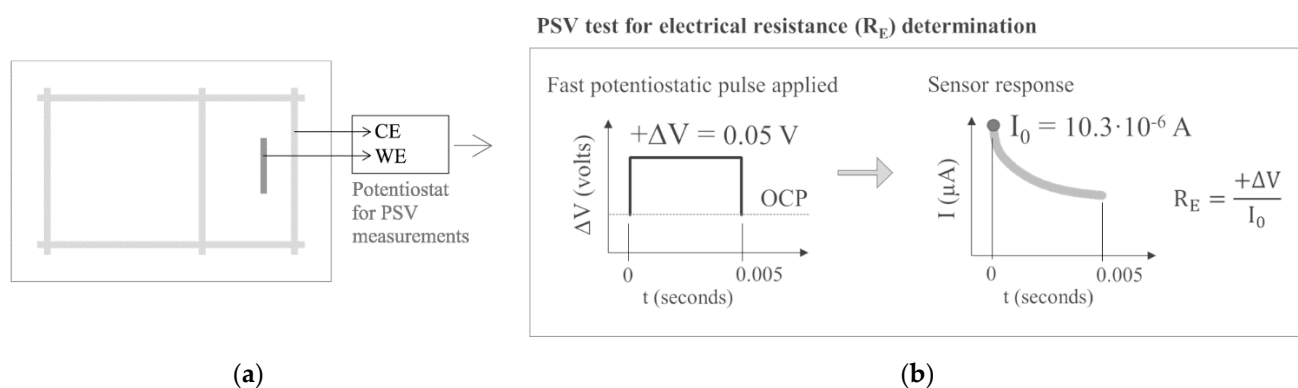 PSV test for electrical resistance (R_E) determination
CE
WE
Potentiostat
for PSV
measurements
Fast potentiostatic pulse applied
+ΔV = 0.05 V
ΔV (volts)
OCP
0
0.005
t (seconds)
Sensor response
I₀ = 10.3·10⁻⁶ A
I (μA)
0
0.005
t (seconds)
R_E = +ΔV / I₀
(a)
(b)